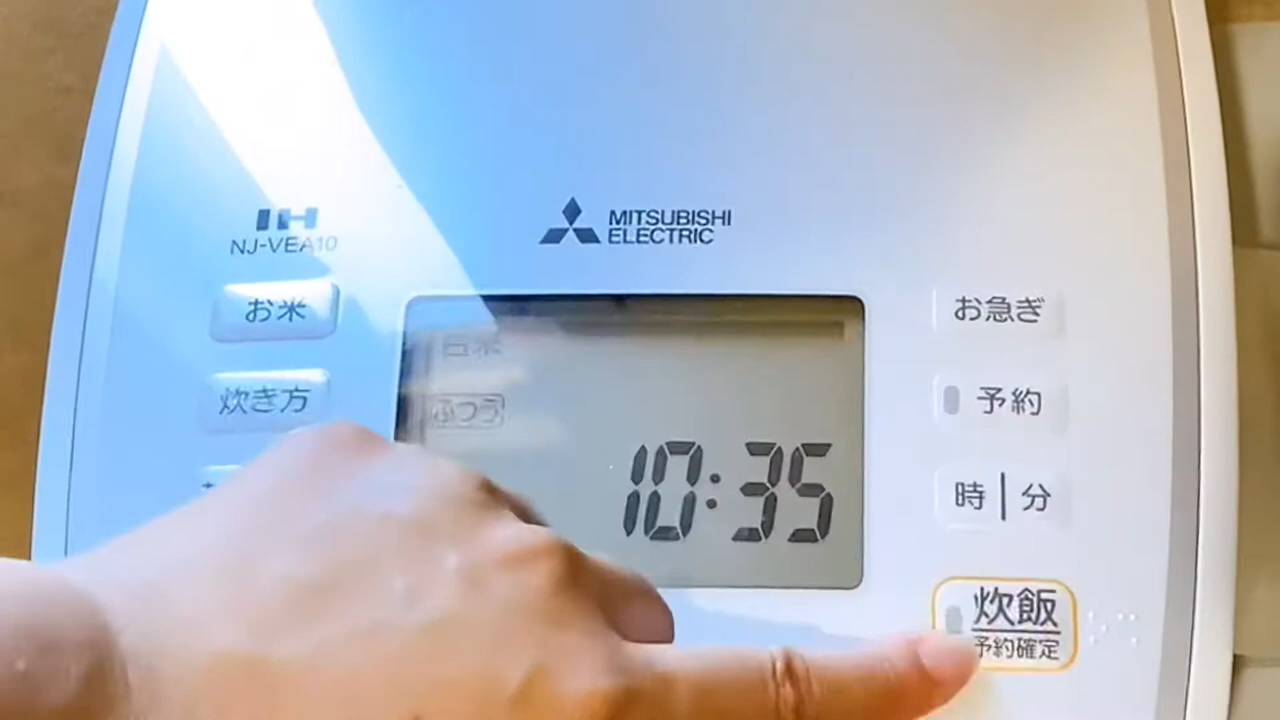 IH
NJ-VEA10
MITSUBISHI
ELECTRIC
お米
炊き方
白米
ふつう
10:35
お急ぎ
予約
時 | 分
炊飯
予約確定